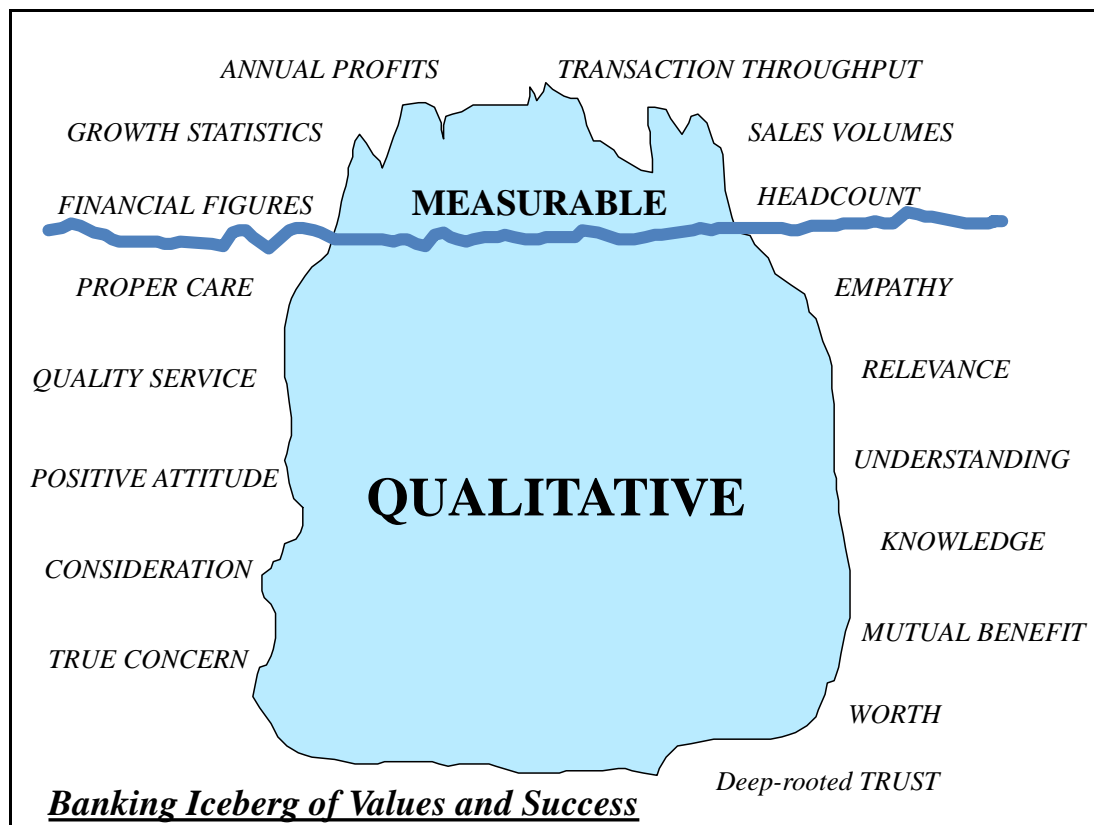 ANNUAL PROFITS
TRANSACTION THROUGHPUT
GROWTH STATISTICS
SALES VOLUMES
FINANCIAL FIGURES
MEASURABLE
HEADCOUNT
PROPER CARE
EMPATHY
QUALITY SERVICE
RELEVANCE
POSITIVE ATTITUDE
UNDERSTANDING
QUALITATIVE
KNOWLEDGE
CONSIDERATION
MUTUAL BENEFIT
TRUE CONCERN
WORTH
Deep-rooted TRUST
Banking Iceberg of Values and Success